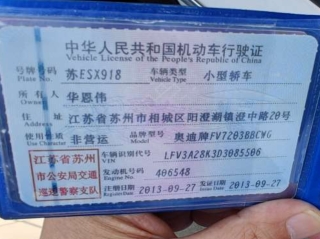 中华人民共和国机动车行驶证
Vehicle License of the People's Republic of China
号牌号码 苏ESX918 车辆类型 小型轿车
Plate No. Vehicle Type
所有人 华恩伟
Owner
住址 江苏省苏州市相城区阳澄湖镇澄中路20号
Address
使用性质 非营运 品牌型号 奥迪牌FV7203BBCWG
Use Character Model
江苏省苏州 车辆识别代号 LFV3A28K3D3085506
VIN
市公安局交通 发动机号码 406548
Engine No.
巡逻警察支队 注册日期 2013-09-27 发证日期 2013-09-27
Register Date Issue Date